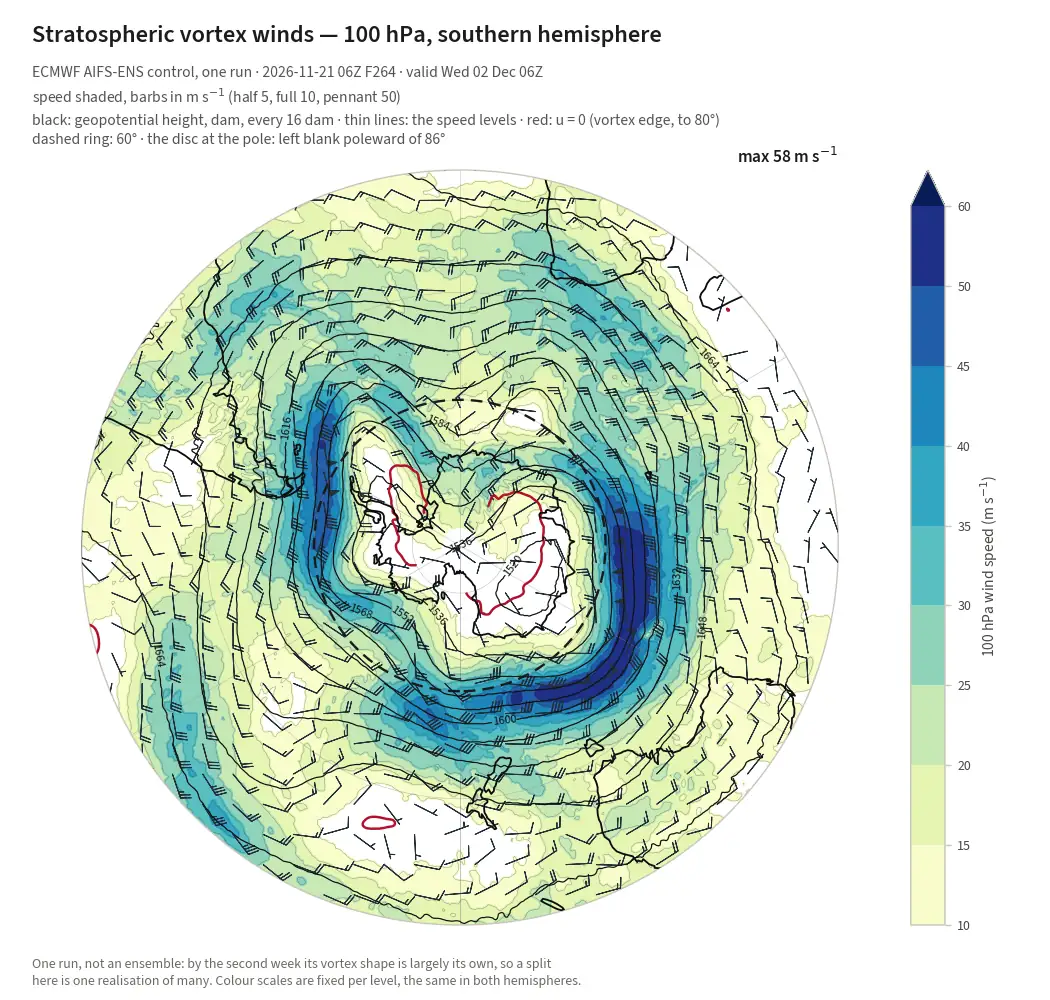 Stratospheric vortex winds — 100 hPa, southern hemisphere
ECMWF AIFS-ENS control, one run · 2026-11-21 06Z F264 · valid Wed 02 Dec 06Z
speed shaded, barbs in m s⁻¹ (half 5, full 10, pennant 50)
black: geopotential height, dam, every 16 dam · thin lines: the speed levels · red: u = 0 (vortex edge, to 80°)
dashed ring: 60° · the disc at the pole: left blank poleward of 86°
max 58 m s⁻¹
60
50
45
40
35
30
25
20
15
10
100 hPa wind speed (m s⁻¹)
1664
1584
1616
1536
1520
1632
1568
1552
1536
1648
1664
1600
One run, not an ensemble: by the second week its vortex shape is largely its own, so a split
here is one realisation of many. Colour scales are fixed per level, the same in both hemispheres.